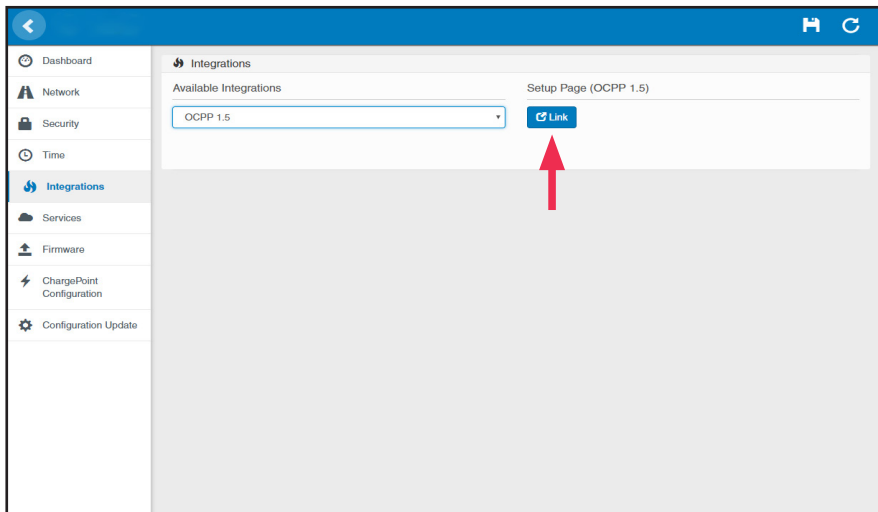 Dashboard
Network
Security
Time
Integrations
Services
Firmware
ChargePoint
Configuration
Configuration Update
Integrations
Available Integrations
OCPP 1.5
Setup Page (OCPP 1.5)
Link